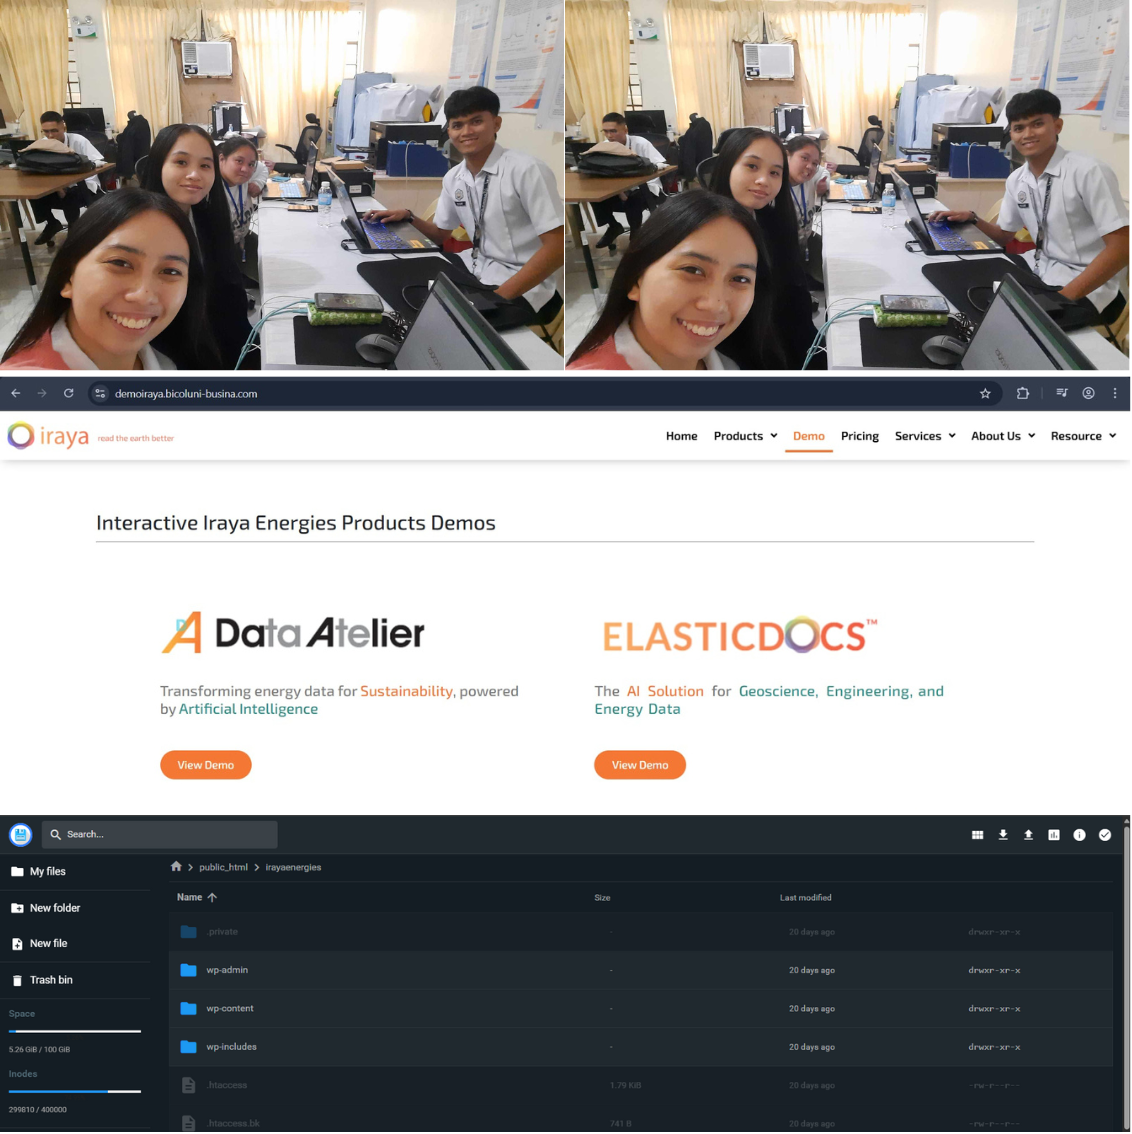 demoiraya.bicoluni-busina.com
iraya read the earth better
Home Products Demo Pricing Services About Us Resource
Interactive Iraya Energies Products Demos
DA Data Atelier
Transforming energy data for Sustainability, powered
by Artificial Intelligence
View Demo
ELASTICDOCS™
The AI Solution for Geoscience, Engineering, and
Energy Data
View Demo
Search...
My files
New folder
New file
Trash bin
Space
5.26 GiB / 100 GiB
Inodes
299810 / 400000
public_html > irayaenergies
Name Size Last modified
.private - 20 days ago drwxr-xr-x
wp-admin - 20 days ago drwxr-xr-x
wp-content - 20 days ago drwxr-xr-x
wp-includes - 20 days ago drwxr-xr-x
.htaccess 1.79 KiB 20 days ago -rw-r--r--
.htaccess.bk 741 B 20 days ago -rw-r--r--